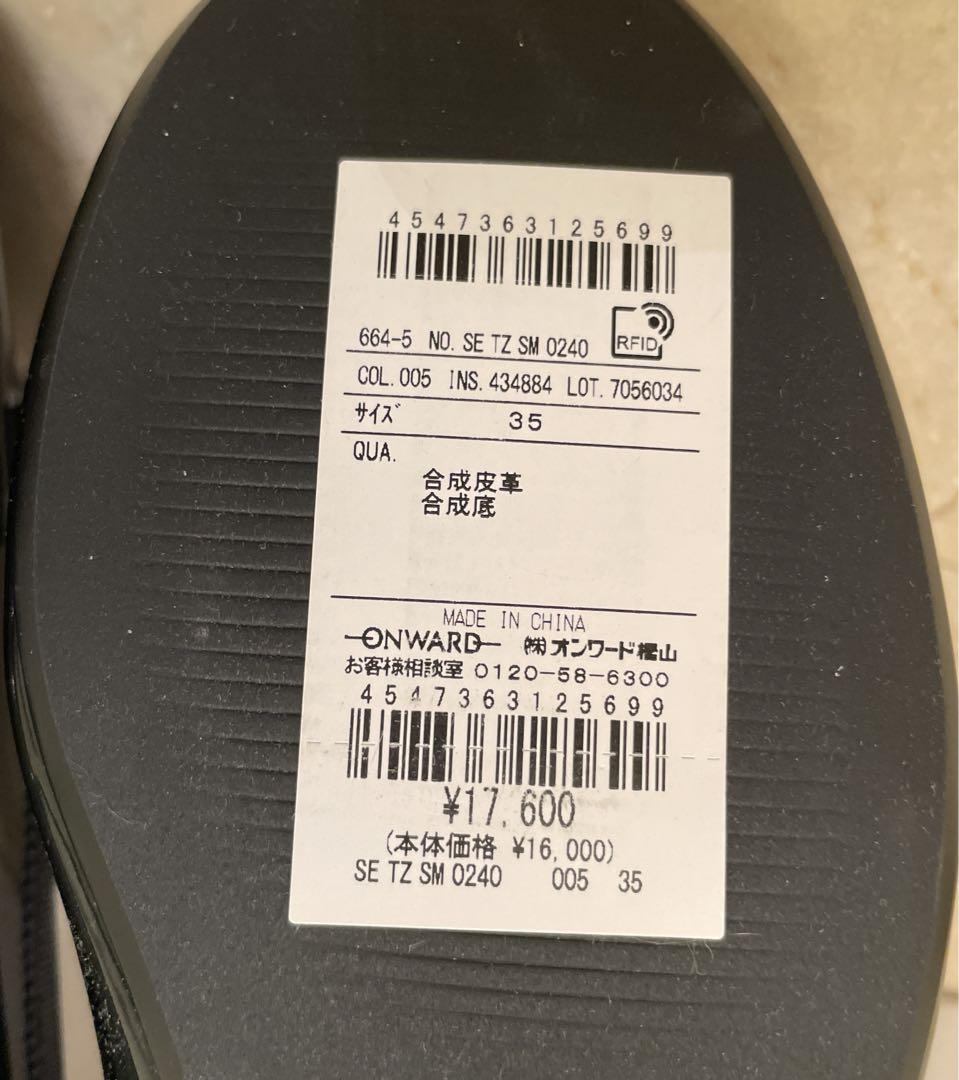 4547363125699
RFID
664-5 NO. SE TZ SM 0240
COL. 005 INS. 434884 LOT. 7056034
ｻｲｽﾞ 35
QUA.
合成皮革
合成底
MADE IN CHINA
ONWARD ㈱オンワード樫山
お客様相談室 0120-58-6300
4547363125699
¥17,600
(本体価格 ¥16,000)
SE TZ SM 0240 005 35